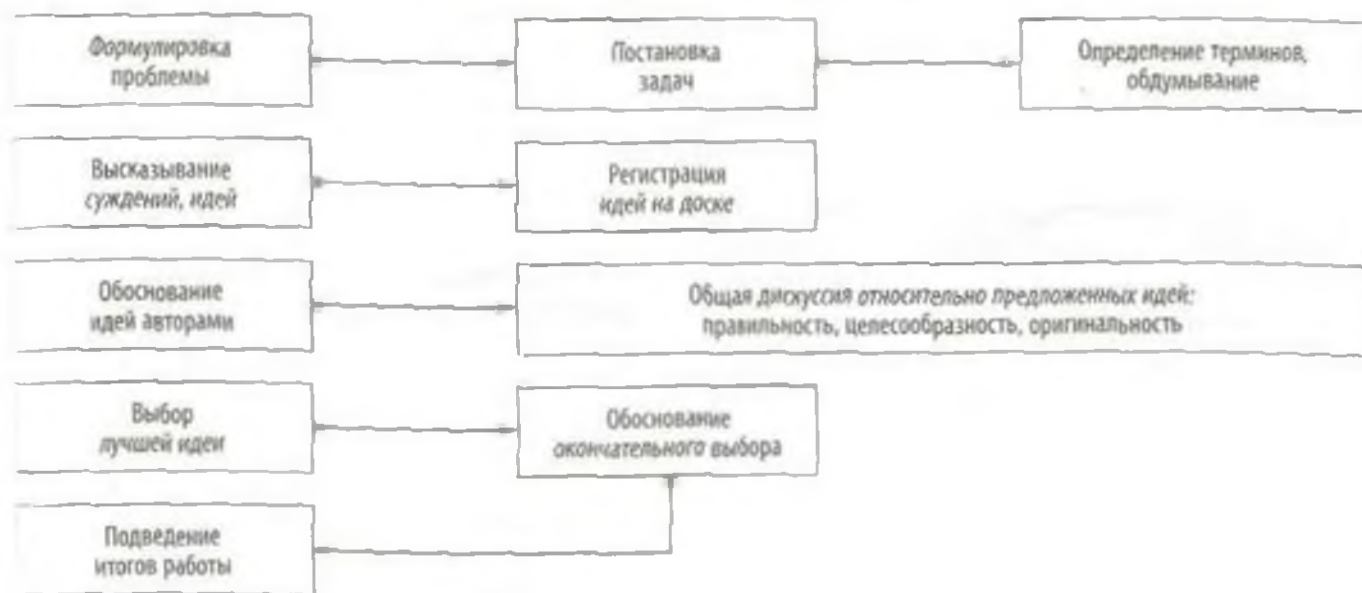 Формулировка
проблемы
Постановка
задач
Определение терминов,
обдумывание
Высказывание
суждений, идей
Регистрация
идей на доске
Обоснование
идей авторами
Общая дискуссия относительно предложенных идей:
правильность, целесообразность, оригинальность
Выбор
лучшей идеи
Обоснование
окончательного выбора
Подведение
итогов работы